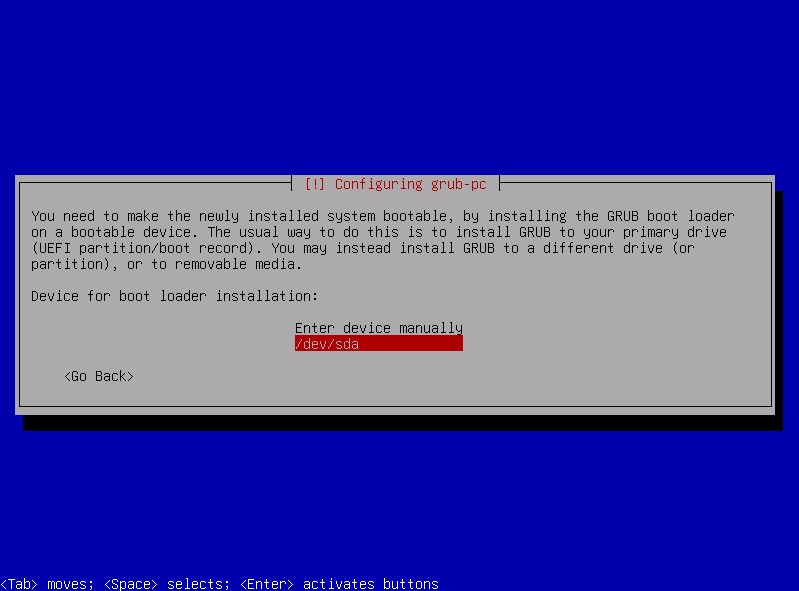 [!] Configuring grub-pc
You need to make the newly installed system bootable, by installing the GRUB boot loader
on a bootable device. The usual way to do this is to install GRUB to your primary drive
(UEFI partition/boot record). You may instead install GRUB to a different drive (or
partition), or to removable media.
Device for boot loader installation:
Enter device manually
/dev/sda
<Go Back>
<Tab> moves; <Space> selects; <Enter> activates buttons